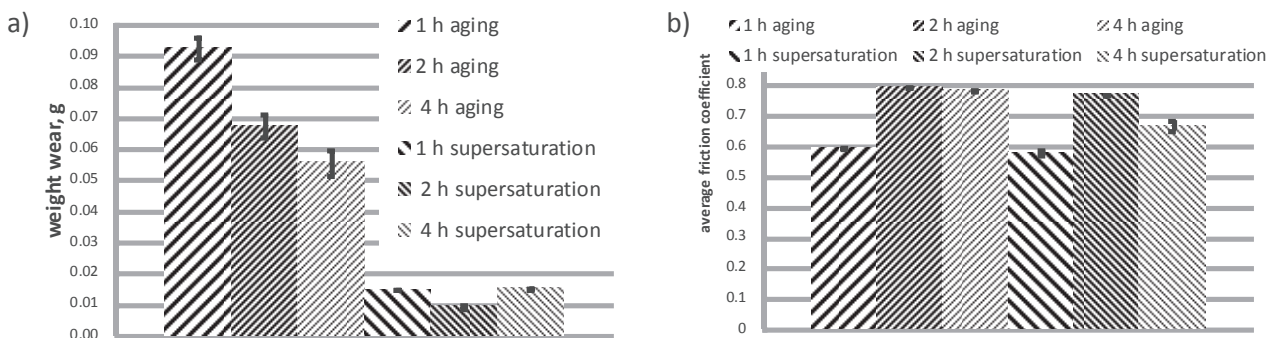 a)
weight wear, g
0.10
0.09
0.08
0.07
0.06
0.05
0.04
0.03
0.02
0.01
0.00
1 h aging
2 h aging
4 h aging
1 h supersaturation
2 h supersaturation
4 h supersaturation
b)
1 h aging 2 h aging 4 h aging
1 h supersaturation 2 h supersaturation 4 h supersaturation
average friction coefficient
0.8
0.7
0.6
0.5
0.4
0.3
0.2
0.1
0